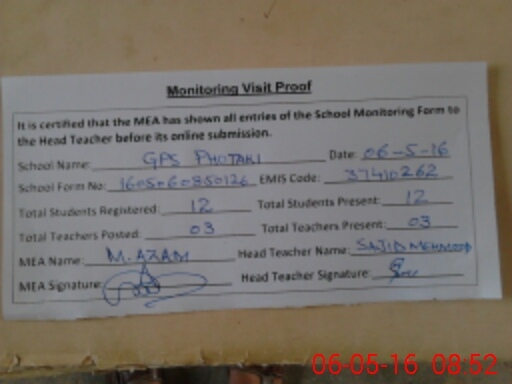 Monitoring Visit Proof
It is certified that the MEA has shown all entries of the School Monitoring Form to
the Head Teacher before its online submission.
School Name: GPS PHOTAKI Date: 06-5-16
School Form No: EMIS Code: 37410262
Total Students Registered: 12 Total Students Present: 12
Total Teachers Posted: 03 Total Teachers Present: 03
MEA Name: M. AZAM Head Teacher Name: SAJID MEHMOOD
MEA Signature: Head Teacher Signature:
06-05-16 08:52